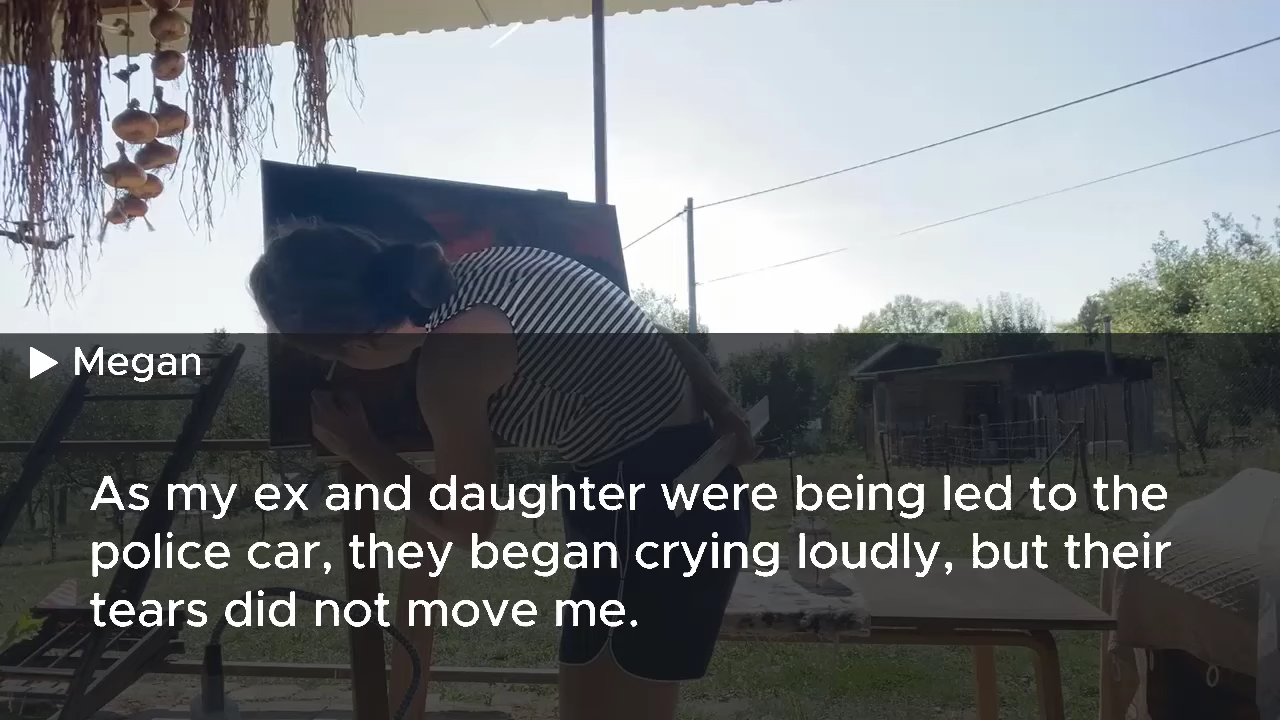 Megan
As my ex and daughter were being led to the
police car, they began crying loudly, but their
tears did not move me.